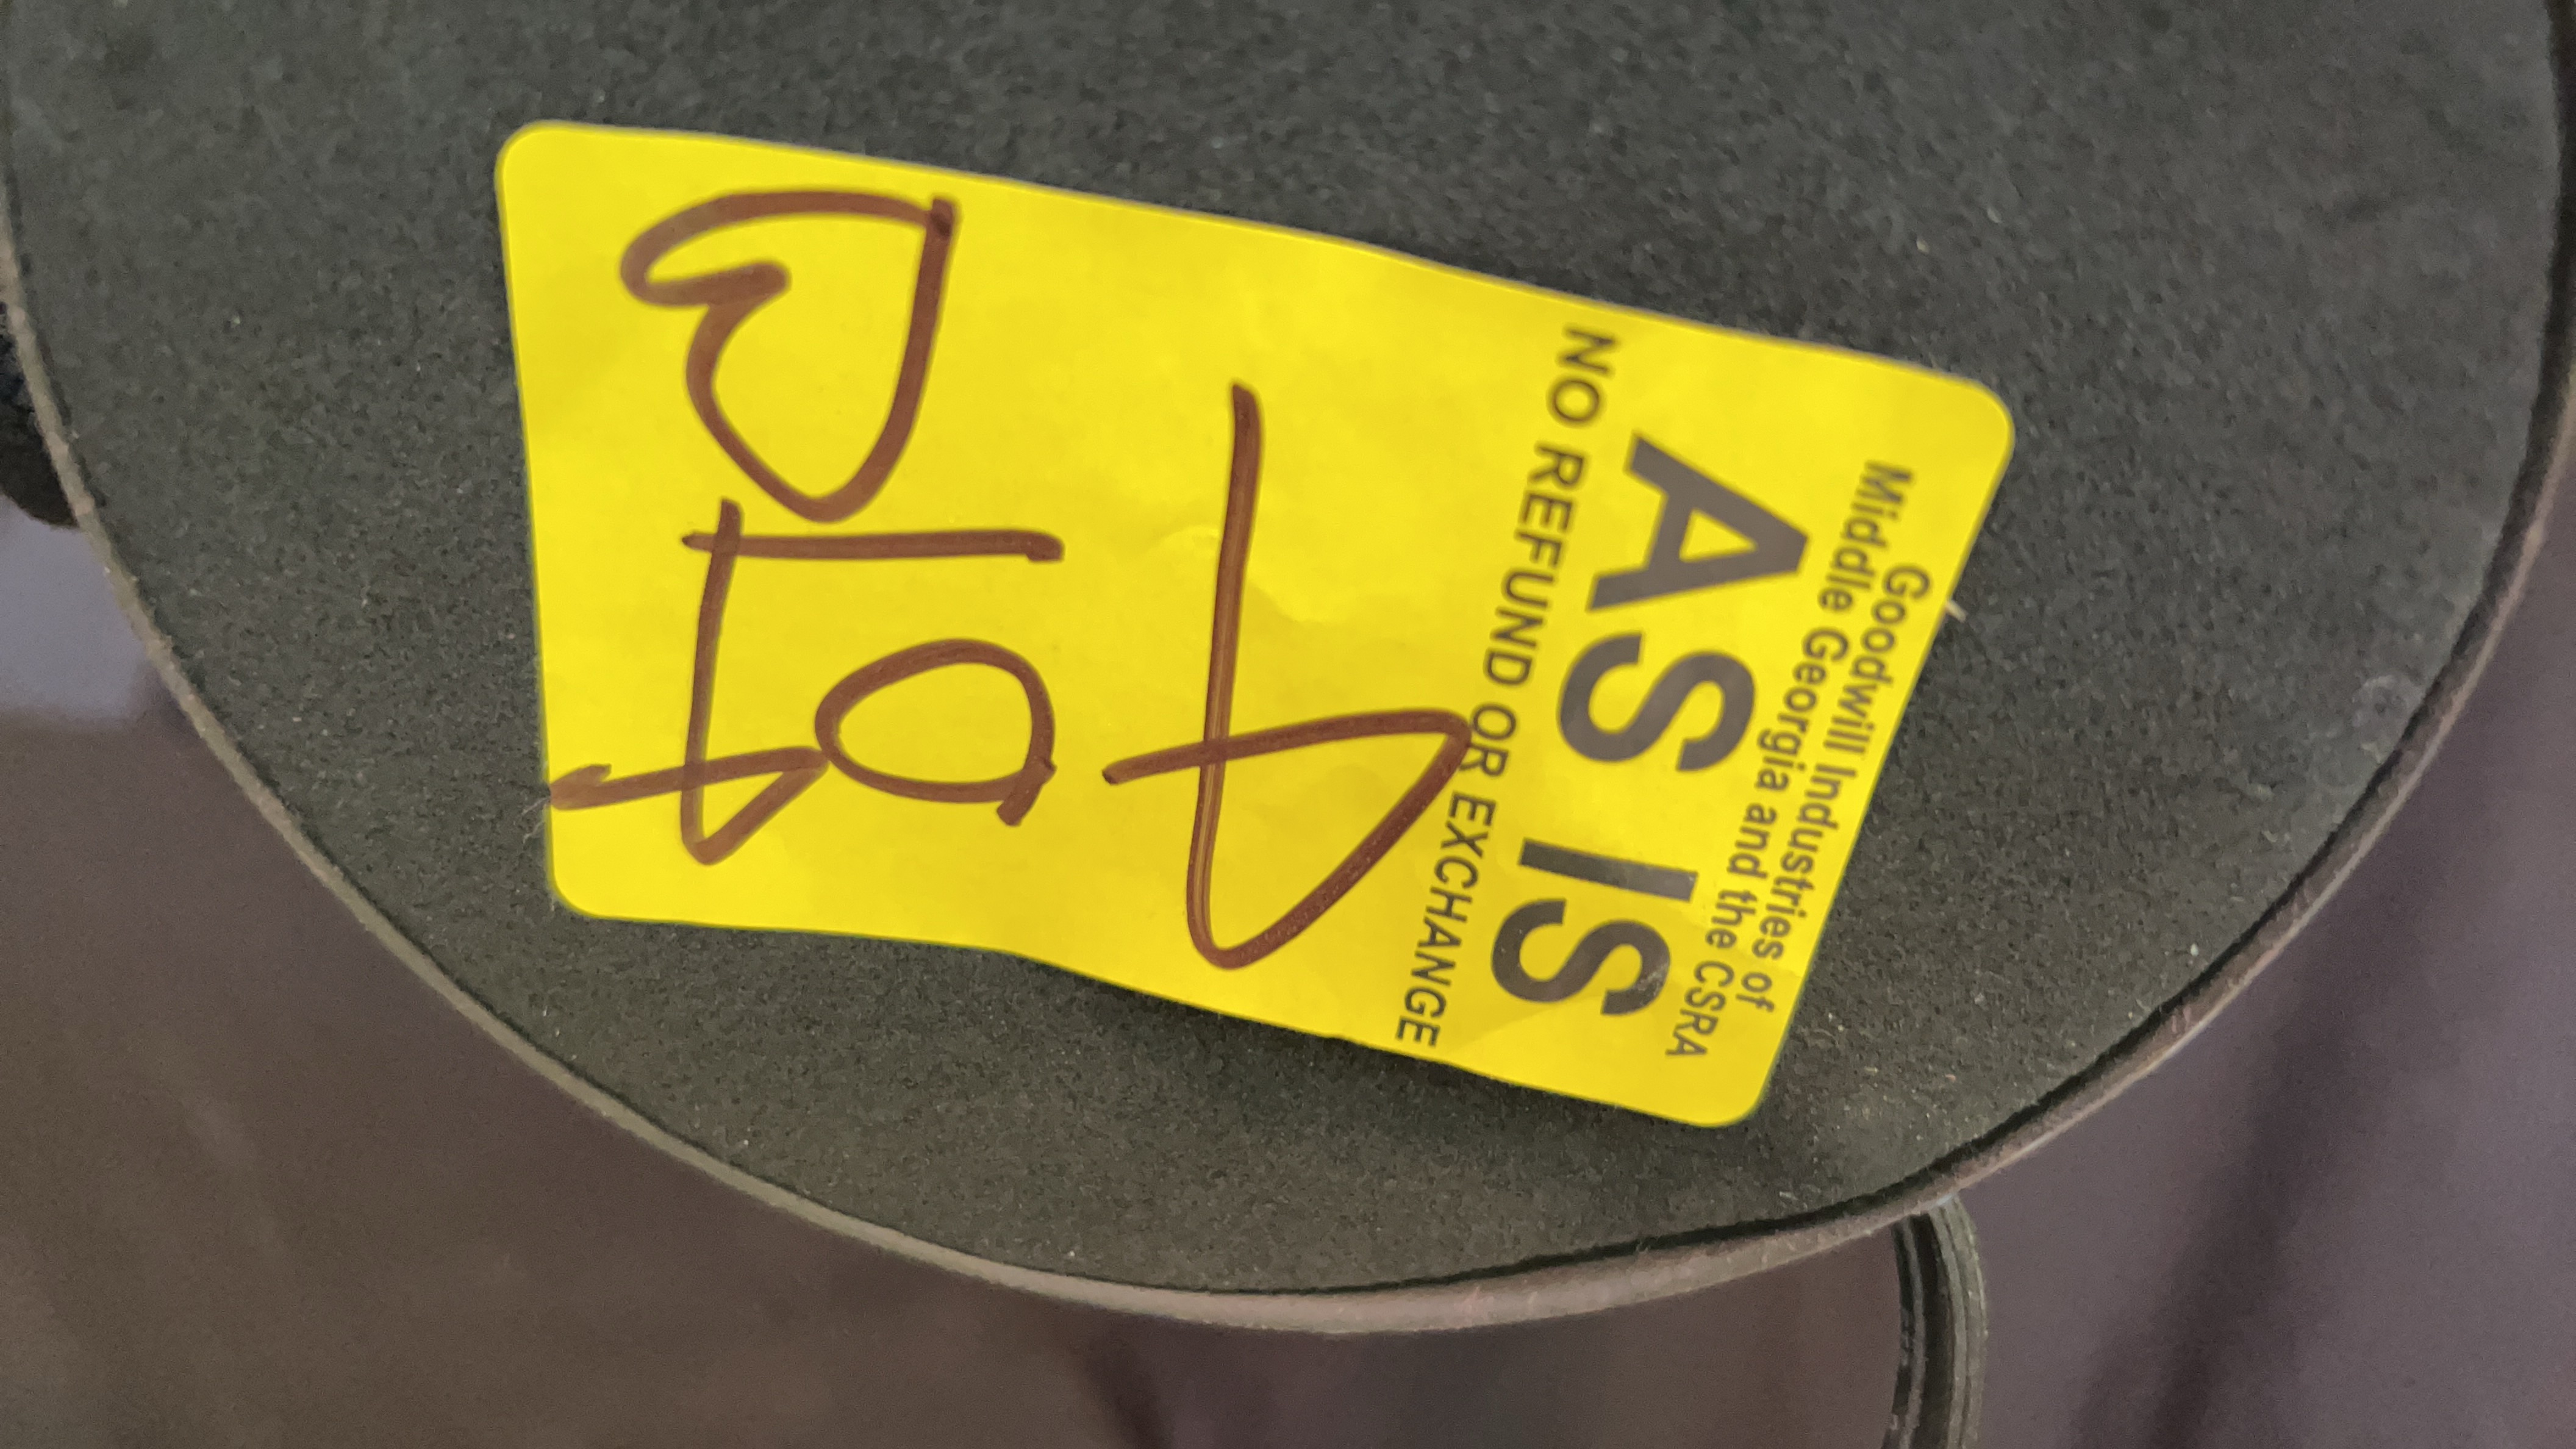 Goodwill Industries of
Middle Georgia and the CSRA
AS IS
NO REFUND OR EXCHANGE